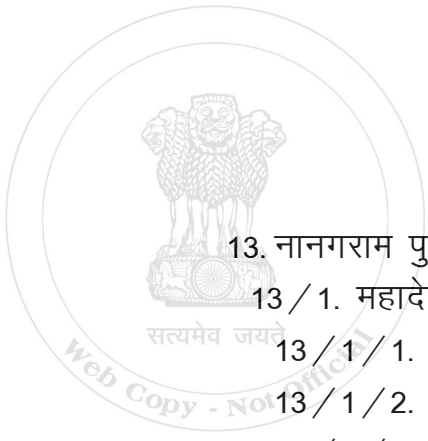 13. नानगराम पु
13/1. महादे
सत्यमेव जयते
13/1/1.
13/1/2.
Web Copy - Not Official